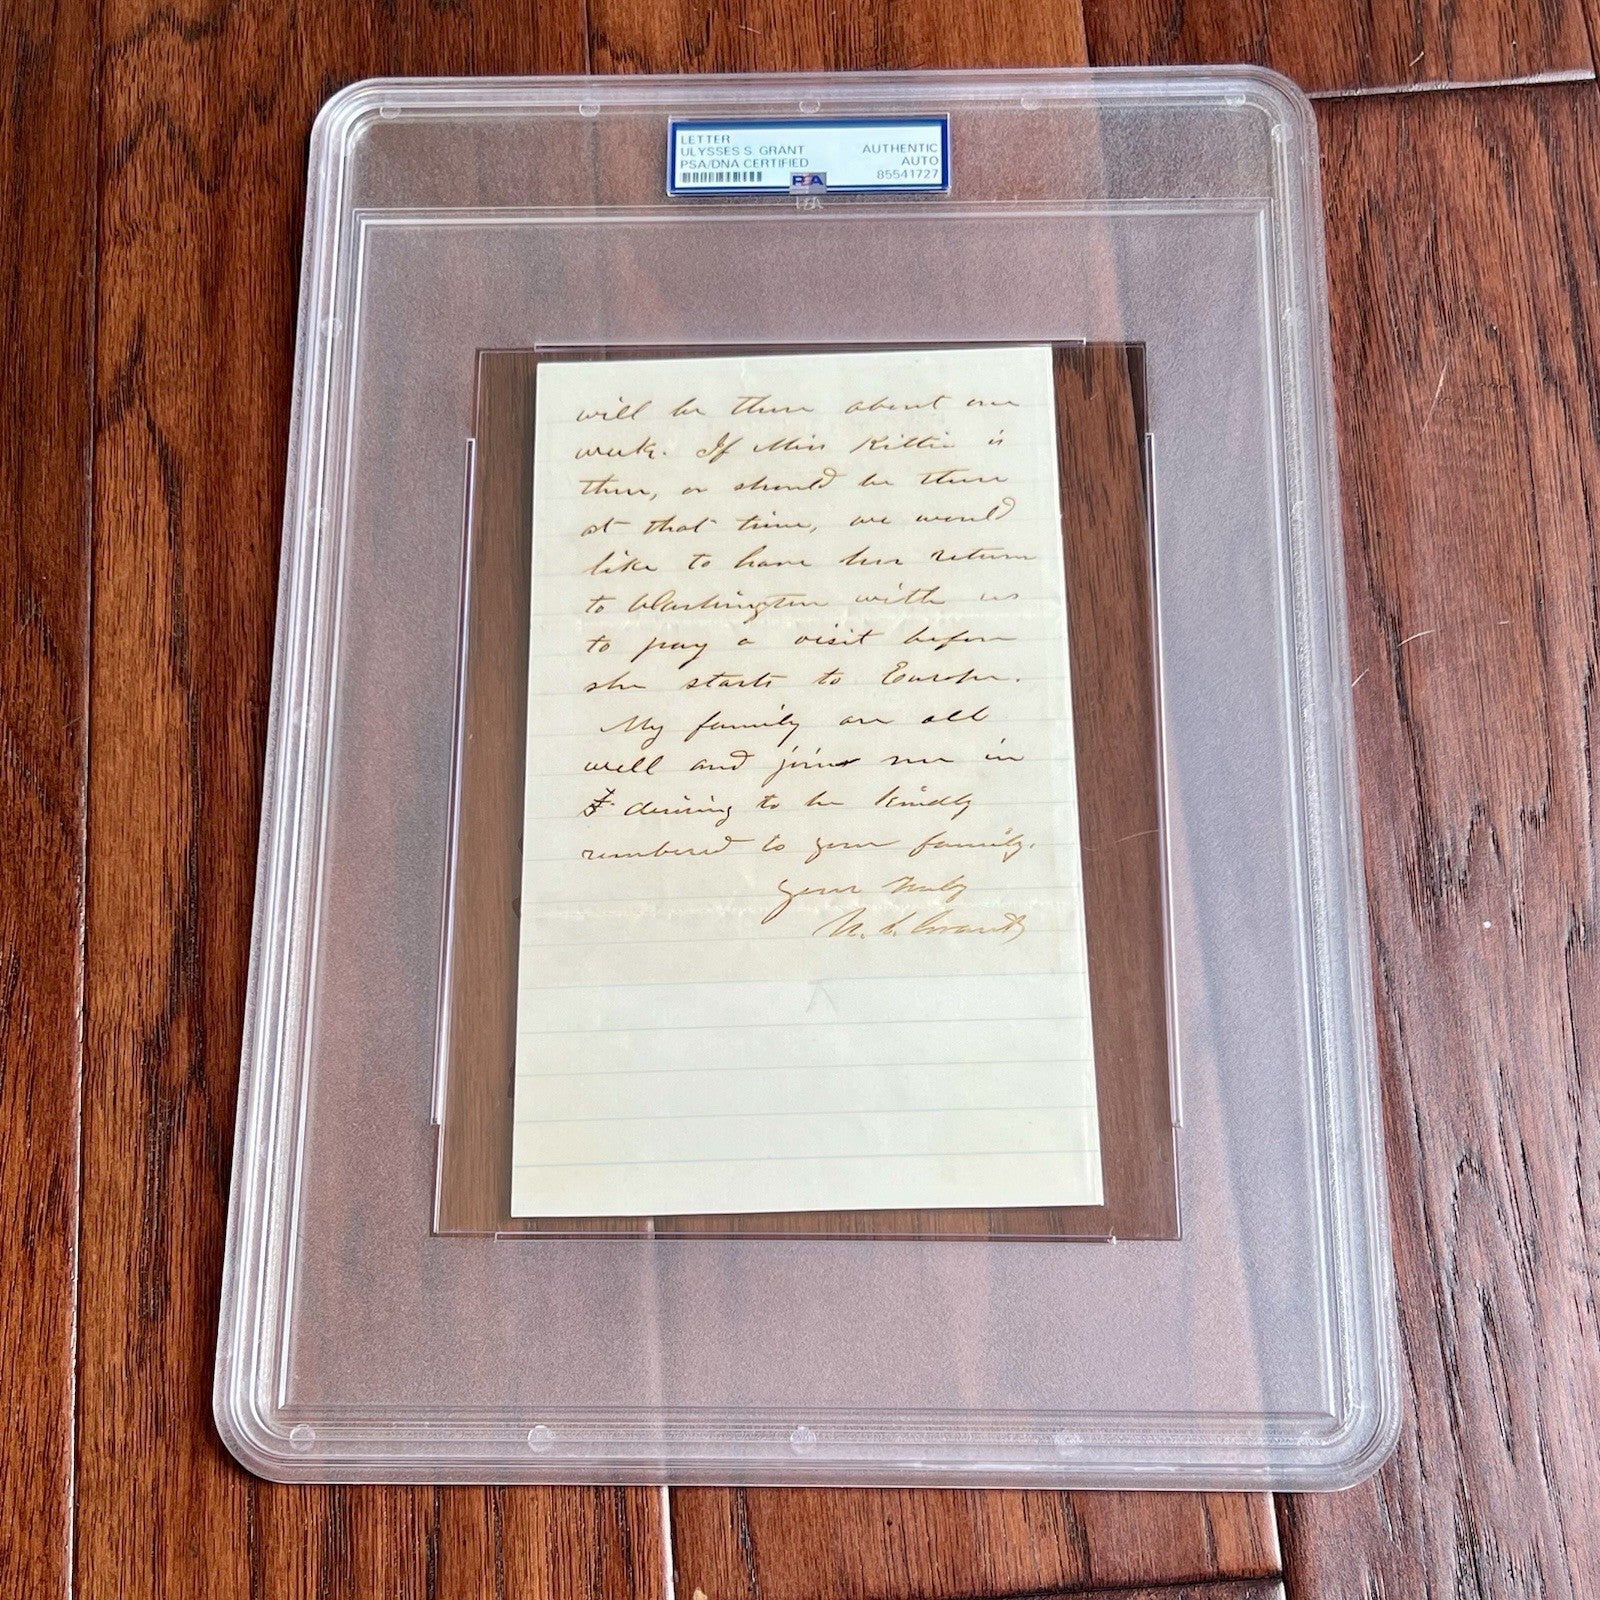 LETTER
ULYSSES S. GRANT
PSA/DNA CERTIFIED
AUTHENTIC
AUTO
85541727
PSA
will be there about one
week. If Miss Kittie is
there, or should be there
at that time, we would
like to have her return
to Washington with us
to pay a visit before
she starts to Europe.
My family are all
well and joins me in
desiring to be kindly
rembered to your family.
Yours Truly
U. S. Grant